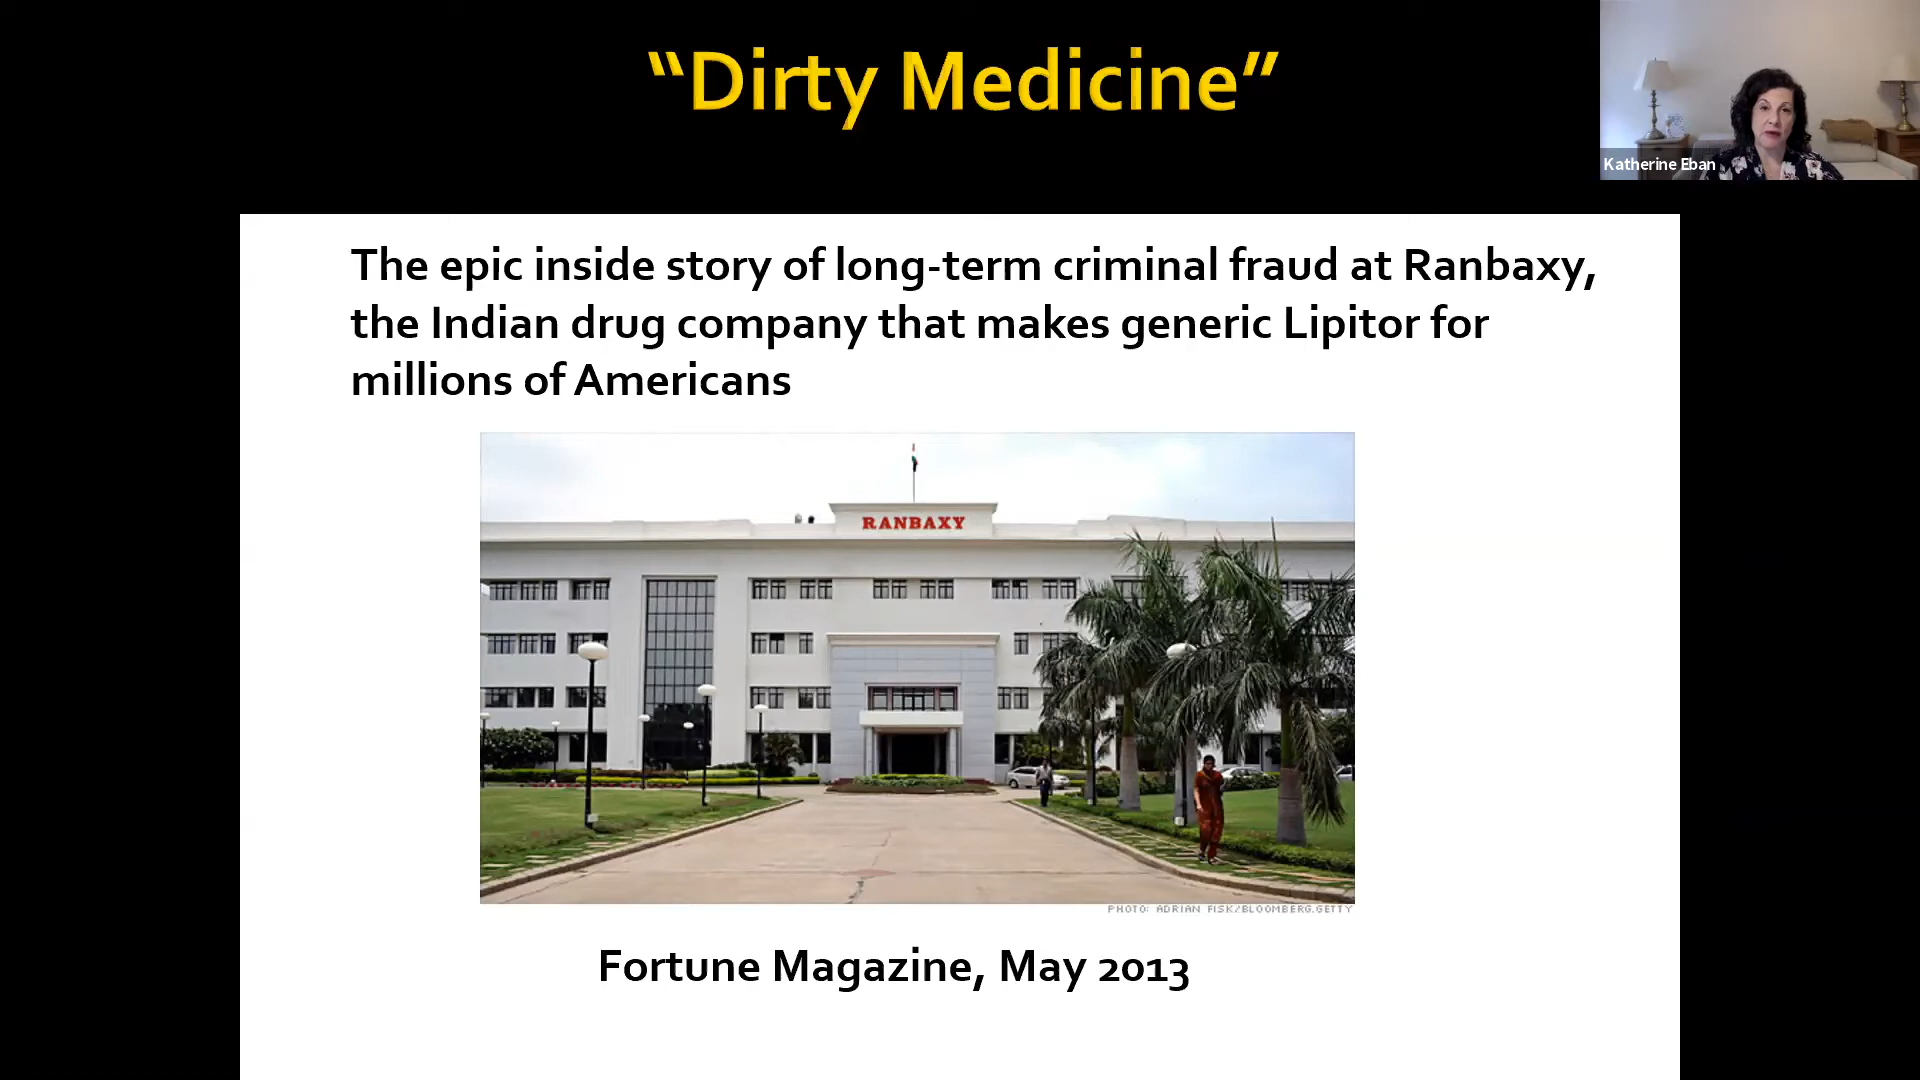 “Dirty Medicine”
Katherine Eban
The epic inside story of long-term criminal fraud at Ranbaxy,
the Indian drug company that makes generic Lipitor for
millions of Americans
RANBAXY
PHOTO: ADRIAN FISK/BLOOMBERG.GETTY
Fortune Magazine, May 2013